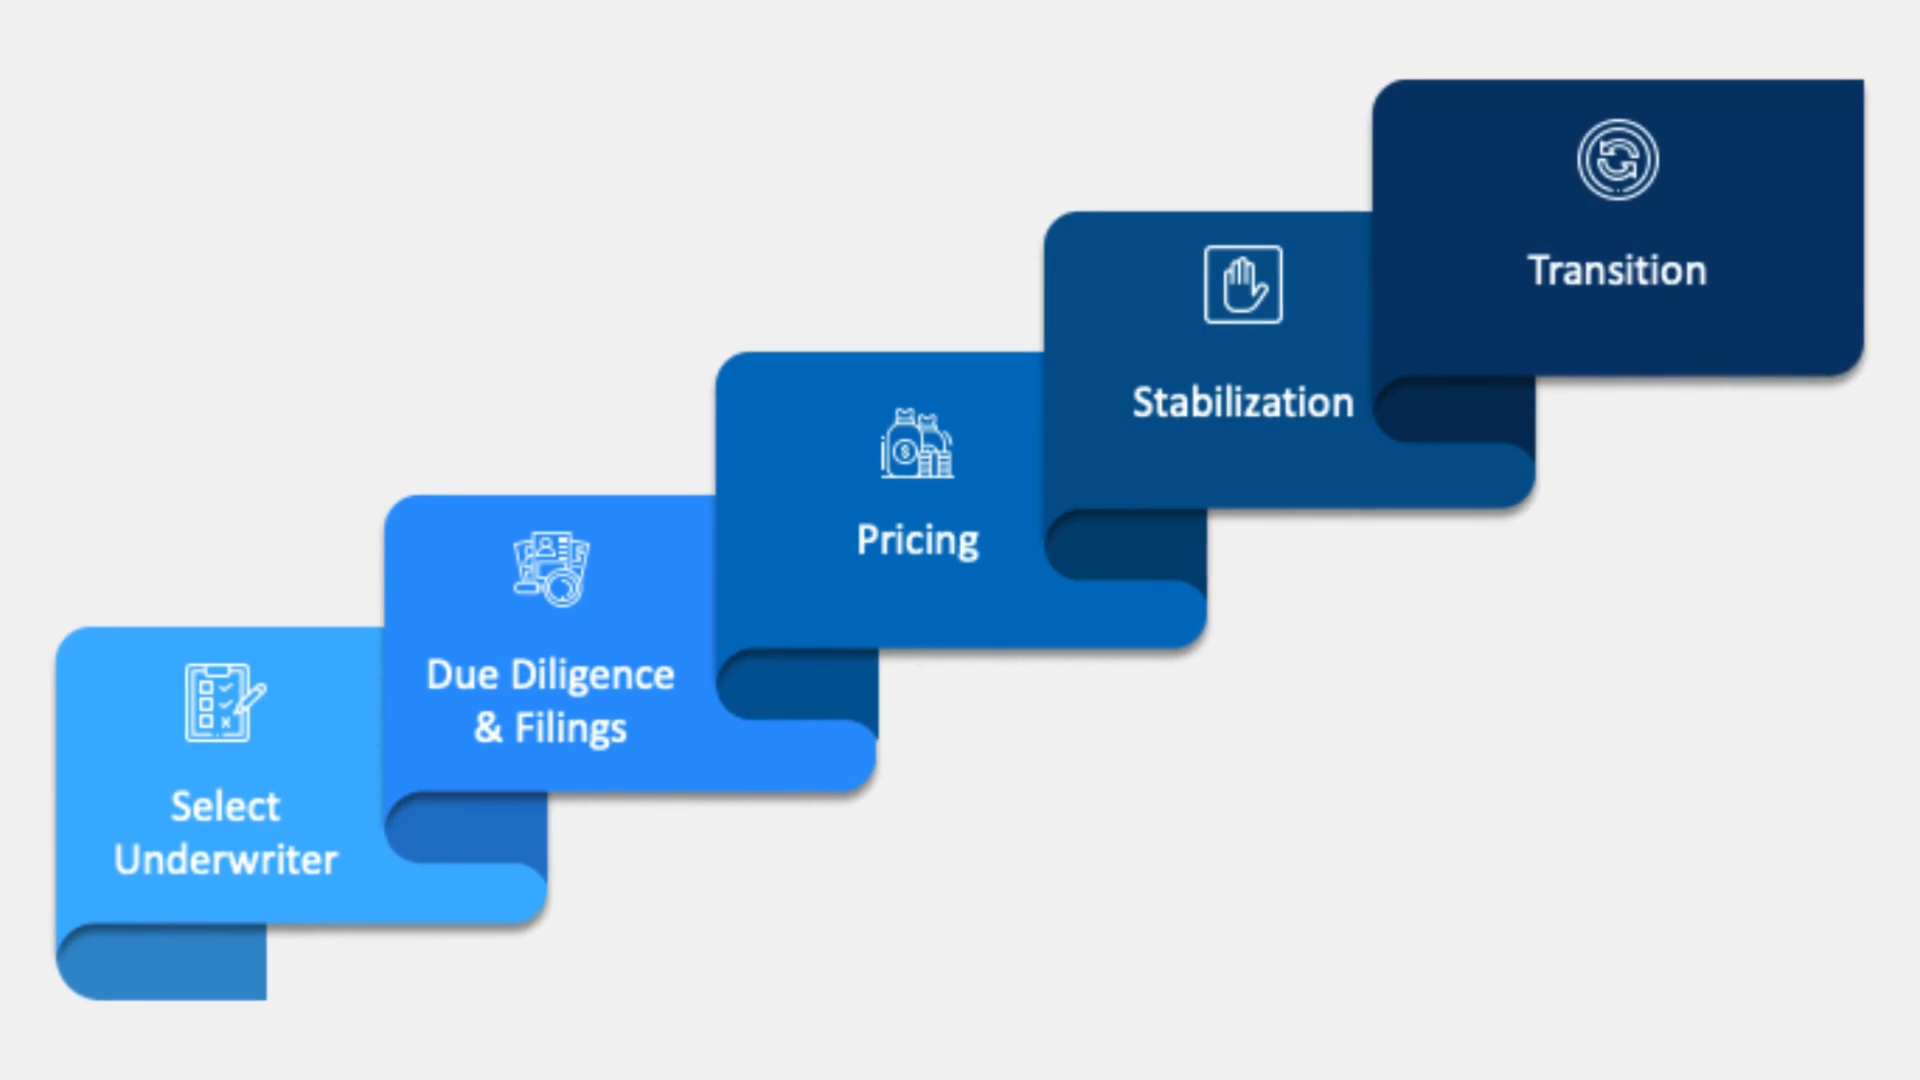 Select
Underwriter
Due Diligence
& Filings
Pricing
Stabilization
Transition